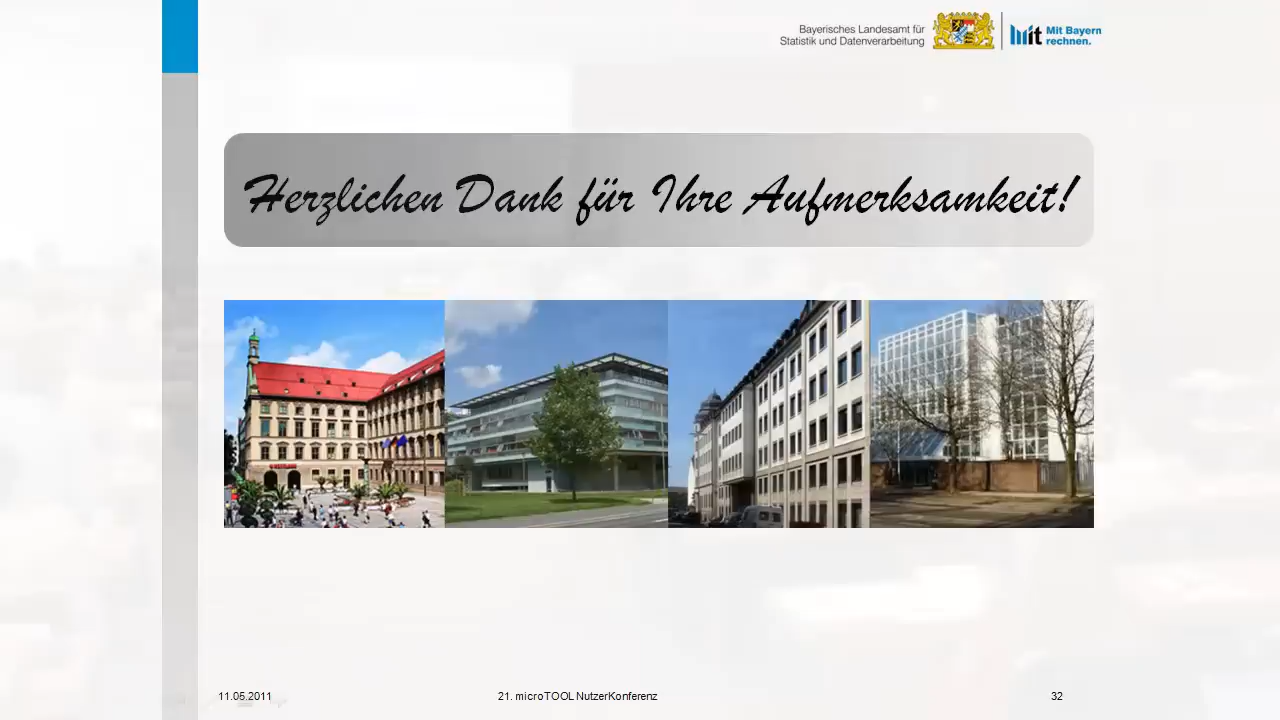 Bayerisches Landesamt für
Statistik und Datenverarbeitung
mit
Mit Bayern
rechnen.
Herzlichen Dank für Ihre Aufmerksamkeit!
11.05.2011
21. microTOOL NutzerKonferenz
32